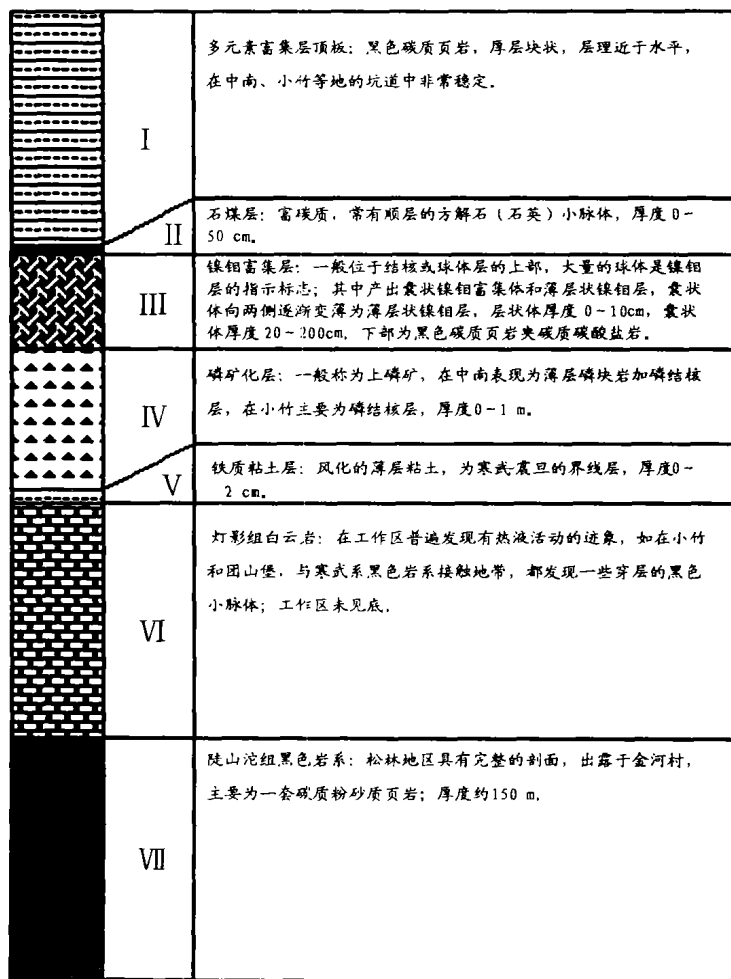 I
多元素富集层顶板：黑色碳质页岩，厚层块状，层理近于水平，
在中南、小竹等地的坑道中非常稳定.
II
石煤层：富碳质，常有顺层的方解石（石英）小脉体，厚度 0~
50 cm.
III
镍钼富集层：一般位于结核或球体层的上部，大量的球体是镍钼
层的指示标志；其中产出囊状镍钼富集体和薄层状镍钼层，囊状
体向两侧逐渐变薄为薄层状镍钼层，层状体厚度 0~10cm，囊状
体厚度 20~200cm. 下部为黑色碳质页岩夹碳质碳酸盐岩.
IV
磷矿化层：一般称为上磷矿，在中南表现为薄层磷块岩加磷结核
层，在小竹主要为磷结核层，厚度0~1 m.
V
铁质粘土层：风化的薄层粘土，为寒武-震旦的界线层，厚度0~
2 cm.
VI
灯影组白云岩：在工作区普遍发现有热液活动的迹象，如在小竹
和团山堡，与寒武系黑色岩系接触地带，都发现一些穿层的黑色
小脉体；工作区未见底.
VII
陡山沱组黑色岩系：松林地区具有完整的剖面，出露于金河村，
主要为一套碳质粉砂质页岩；厚度约150 m.